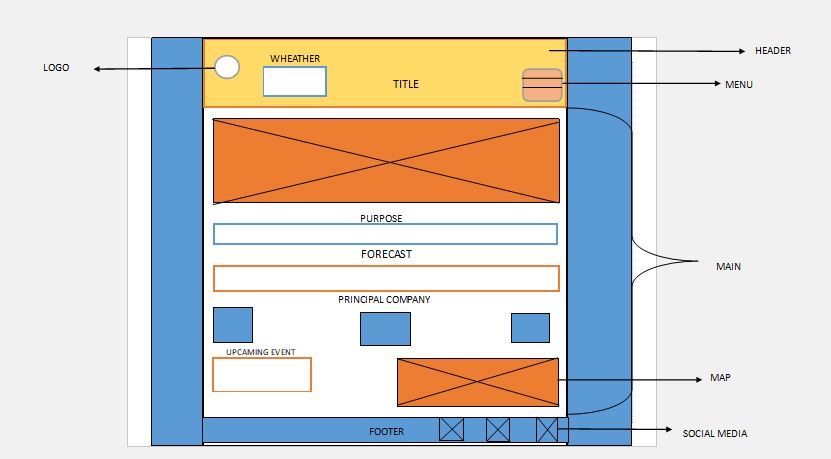 HEADER
LOGO
WHEATHER
TITLE
MENU
PURPOSE
FORECAST
MAIN
PRINCIPAL COMPANY
UPCAMING EVENT
MAP
FOOTER
SOCIAL MEDIA